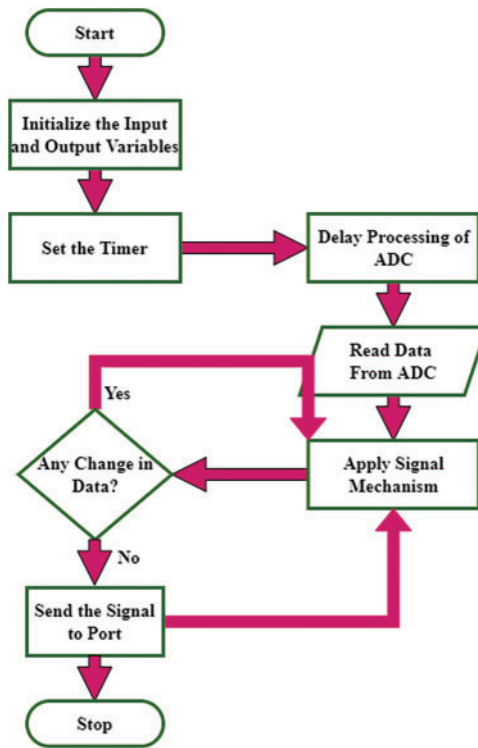 Start
Initialize the Input
and Output Variables
Set the Timer
Delay Processing of
ADC
Read Data
From ADC
Yes
Any Change in
Data?
Apply Signal
Mechanism
No
Send the Signal
to Port
Stop